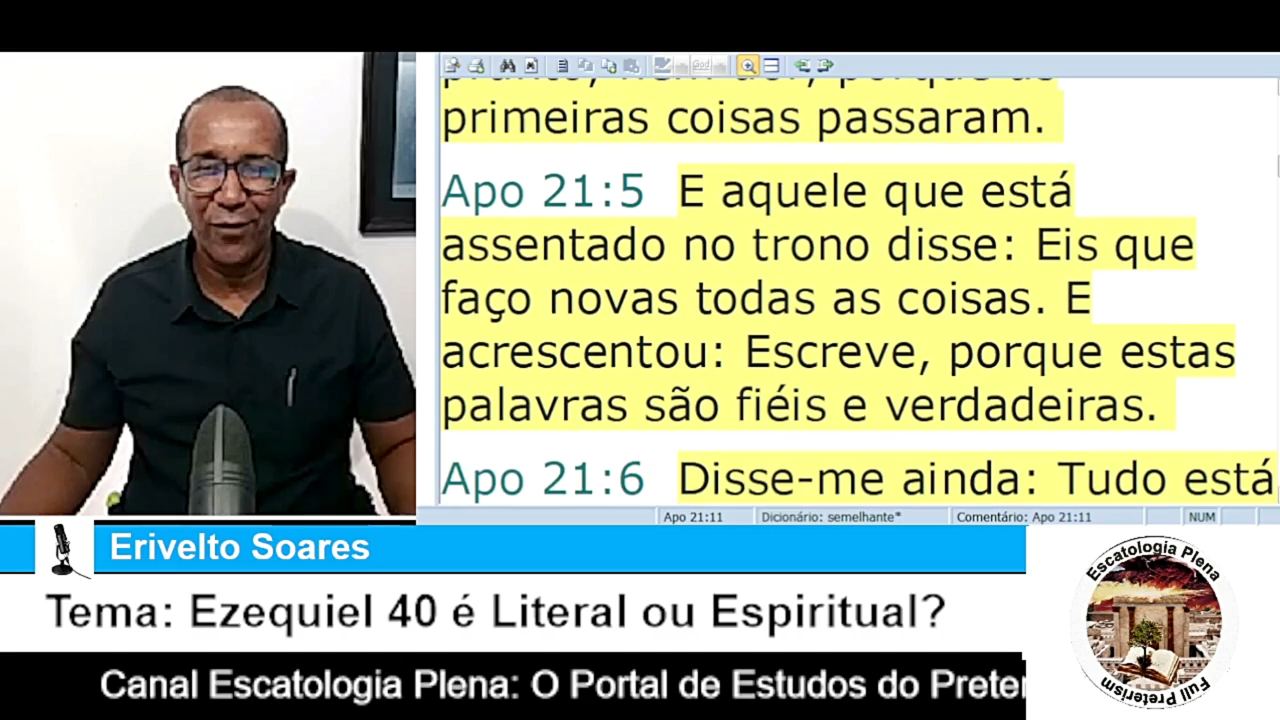 primeiras coisas passaram.
Apo 21:5 E aquele que está
assentado no trono disse: Eis que
faço novas todas as coisas. E
acrescentou: Escreve, porque estas
palavras são fiéis e verdadeiras.
Apo 21:6 Disse-me ainda: Tudo está
Apo 21:11 Dicionário: semelhante* Comentário: Apo 21:11 NUM
Erivelto Soares
Tema: Ezequiel 40 é Literal ou Espiritual?
Canal Escatologia Plena: O Portal de Estudos do Preter
Escatologia Plena
Full Preterism